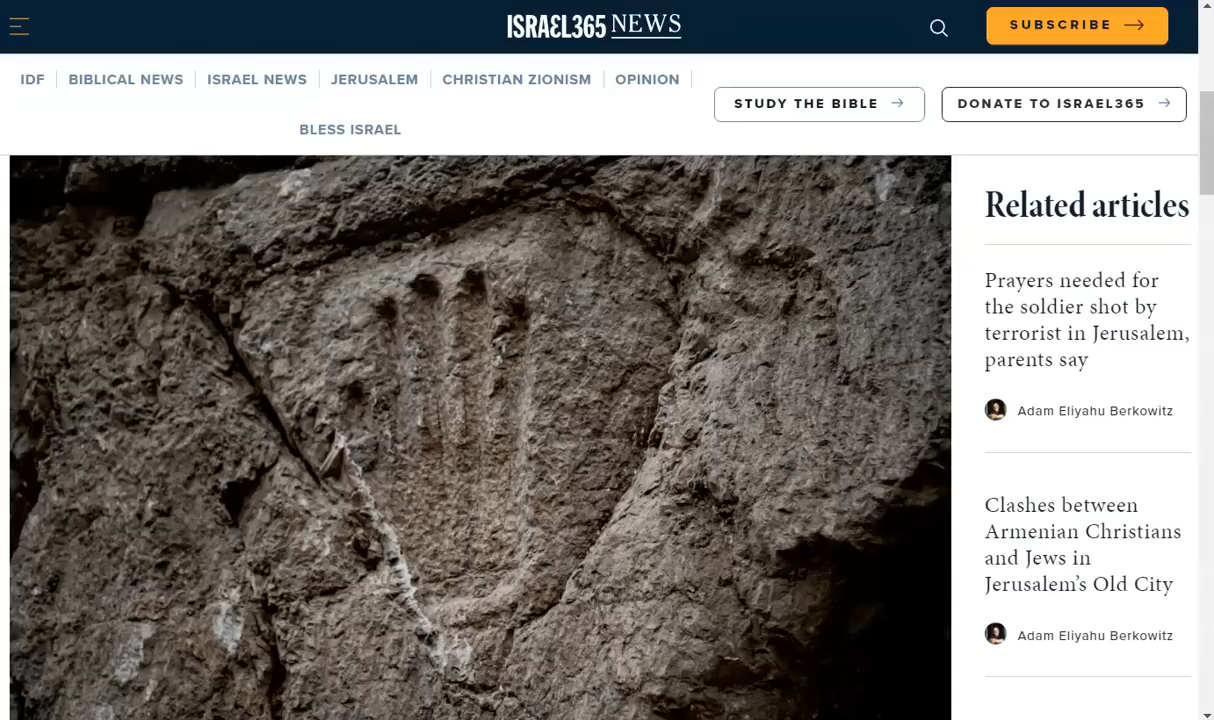 ISRAEL365 NEWS
SUBSCRIBE
IDF
BIBLICAL NEWS
ISRAEL NEWS
JERUSALEM
CHRISTIAN ZIONISM
OPINION
BLESS ISRAEL
STUDY THE BIBLE
DONATE TO ISRAEL365
Related articles
Prayers needed for
the soldier shot by
terrorist in Jerusalem,
parents say
Adam Eliyahu Berkowitz
Clashes between
Armenian Christians
and Jews in
Jerusalem’s Old City
Adam Eliyahu Berkowitz